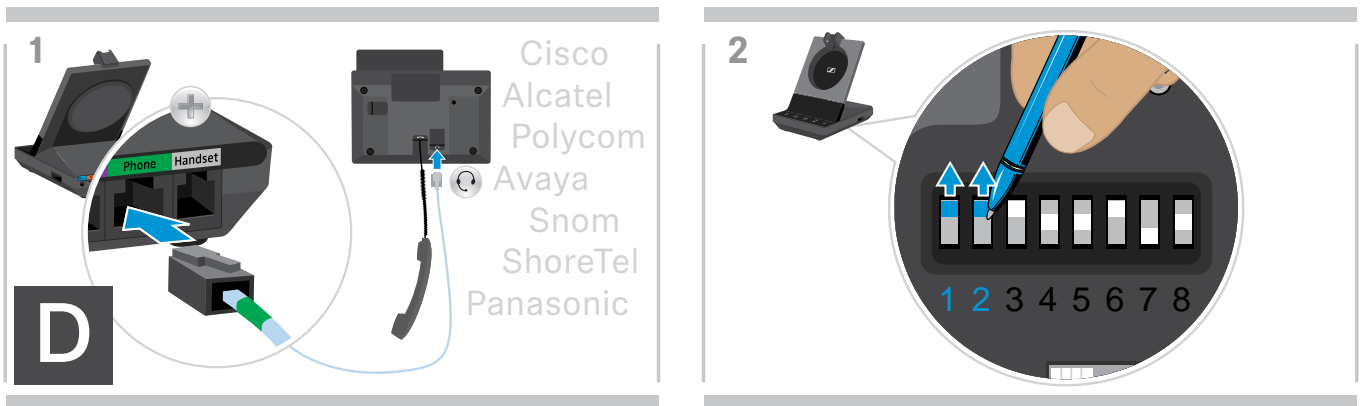 1
Cisco
Alcatel
Polycom
Avaya
Snom
ShoreTel
Panasonic
Phone
Handset
D
2
1 2 3 4 5 6 7 8